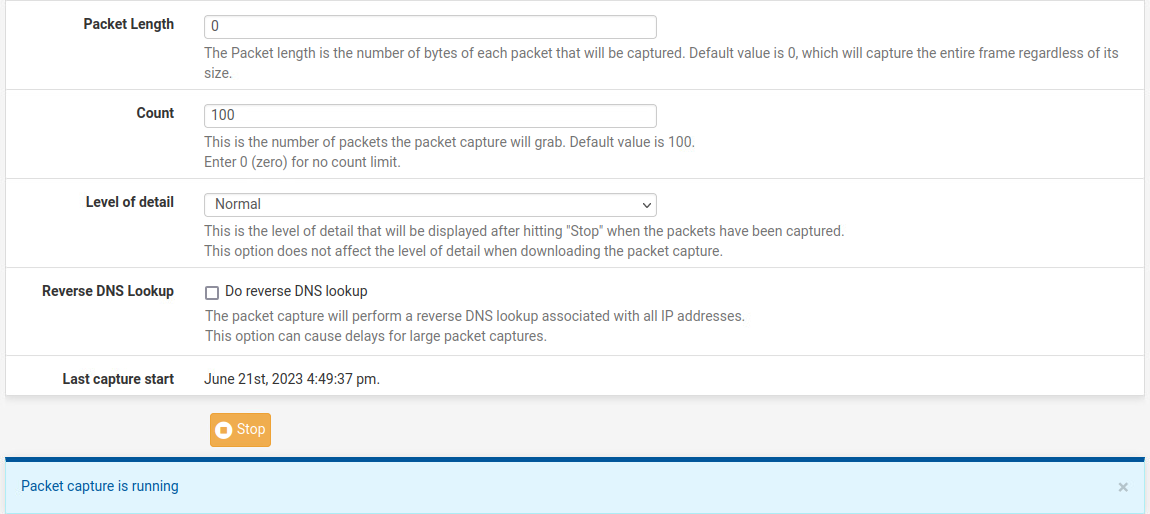 Packet Length
0
The Packet length is the number of bytes of each packet that will be captured. Default value is 0, which will capture the entire frame regardless of its
size.
Count
100
This is the number of packets the packet capture will grab. Default value is 100.
Enter 0 (zero) for no count limit.
Level of detail
Normal
This is the level of detail that will be displayed after hitting "Stop" when the packets have been captured.
This option does not affect the level of detail when downloading the packet capture.
Reverse DNS Lookup
Do reverse DNS lookup
The packet capture will perform a reverse DNS lookup associated with all IP addresses.
This option can cause delays for large packet captures.
Last capture start
June 21st, 2023 4:49:37 pm.
Stop
Packet capture is running
×